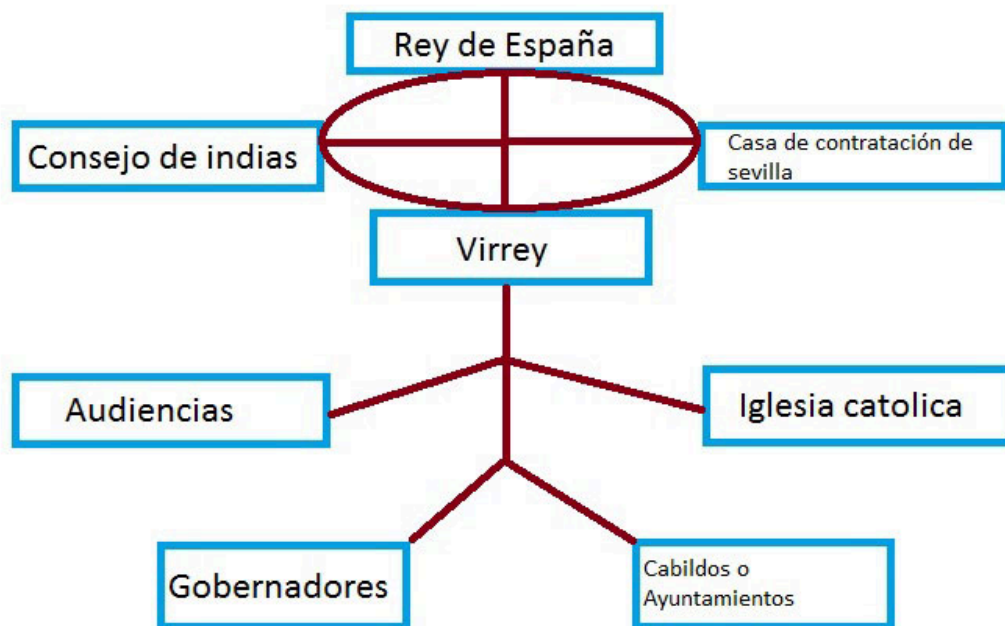 Rey de España
Consejo de indias
Casa de contratación de
sevilla
Virrey
Audiencias
Iglesia catolica
Gobernadores
Cabildos o
Ayuntamientos